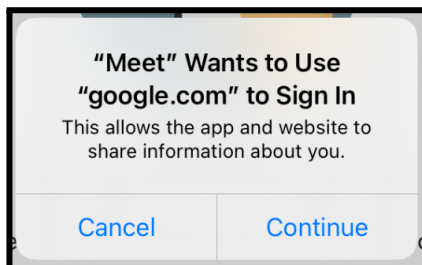 “Meet” Wants to Use
“google.com” to Sign In
This allows the app and website to
share information about you.
Cancel
Continue